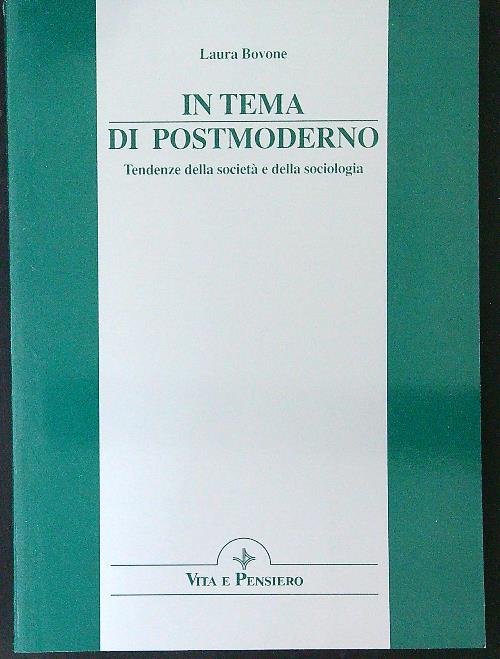 Laura Bovone
IN TEMA
DI POSTMODERNO
Tendenze della società e della sociologia
VITA E PENSIERO